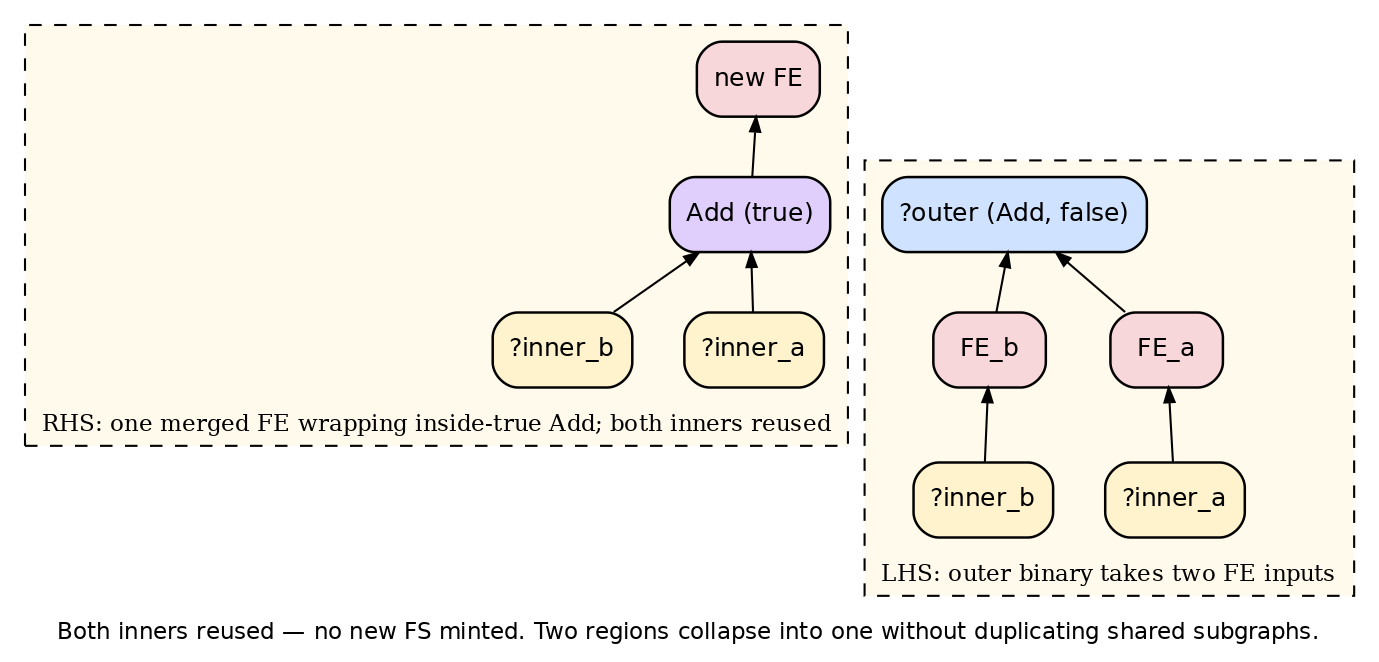 new FE
Add (true)
?inner_b
?inner_a
RHS: one merged FE wrapping inside-true Add; both inners reused
?outer (Add, false)
FE_b
FE_a
?inner_b
?inner_a
LHS: outer binary takes two FE inputs
Both inners reused — no new FS minted. Two regions collapse into one without duplicating shared subgraphs.